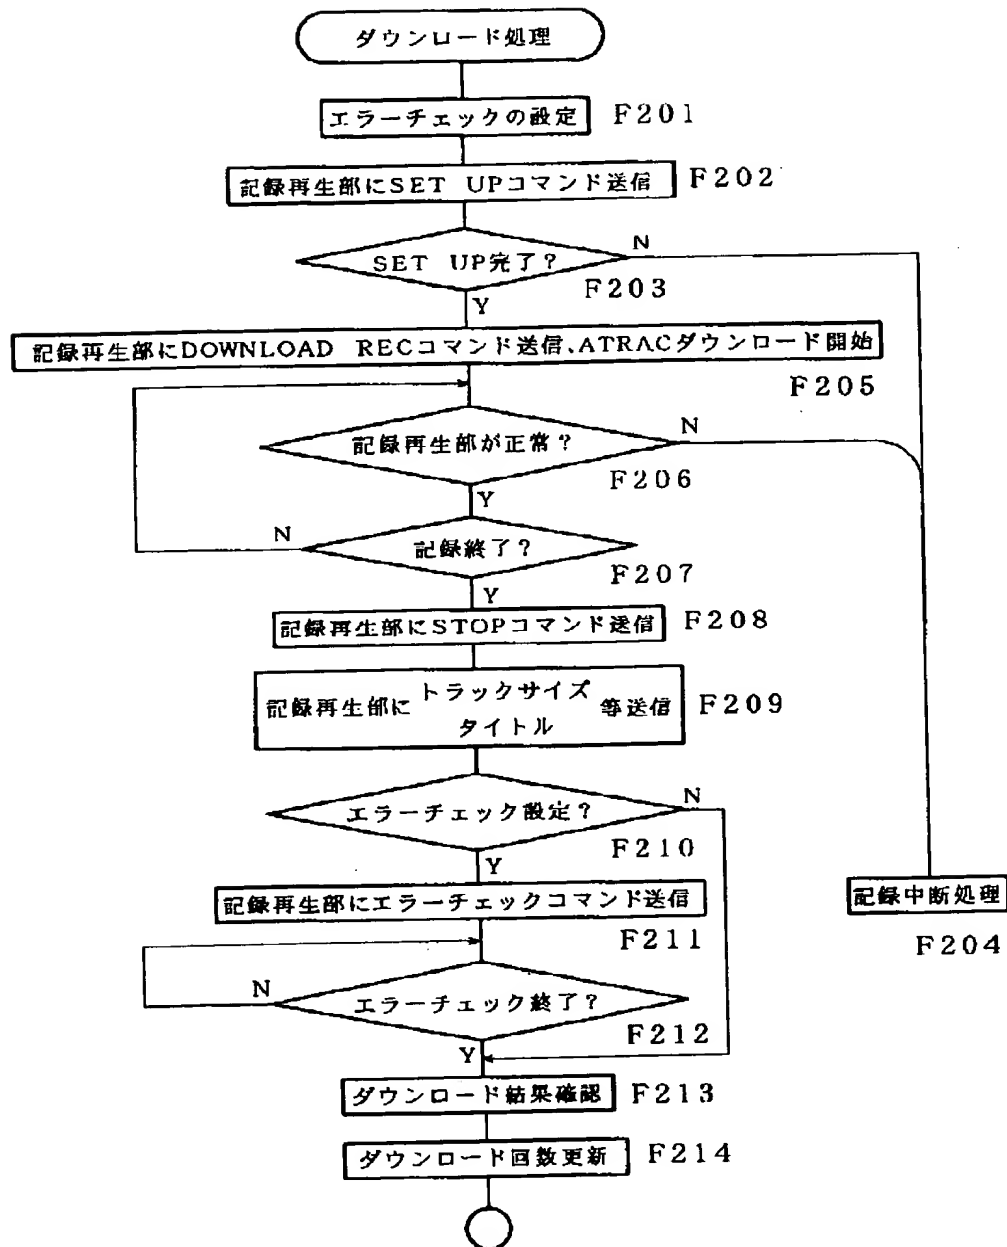 ダウンロード処理
エラーチェックの設定 F201
記録再生部にSET UPコマンド送信 F202
N
SET UP完了?
F203
Y
記録再生部にDOWNLOAD RECコマンド送信、ATRACダウンロード開始
F205
N
記録再生部が正常?
F206
Y
N
記録終了?
F207
Y
記録再生部にSTOPコマンド送信 F208
記録再生部に トラックサイズ 等送信 F209
タイトル
N
エラーチェック設定?
F210
Y
記録再生部にエラーチェックコマンド送信
F211
記録中断処理
F204
N
エラーチェック終了?
F212
Y
ダウンロード結果確認 F213
ダウンロード回数更新 F214